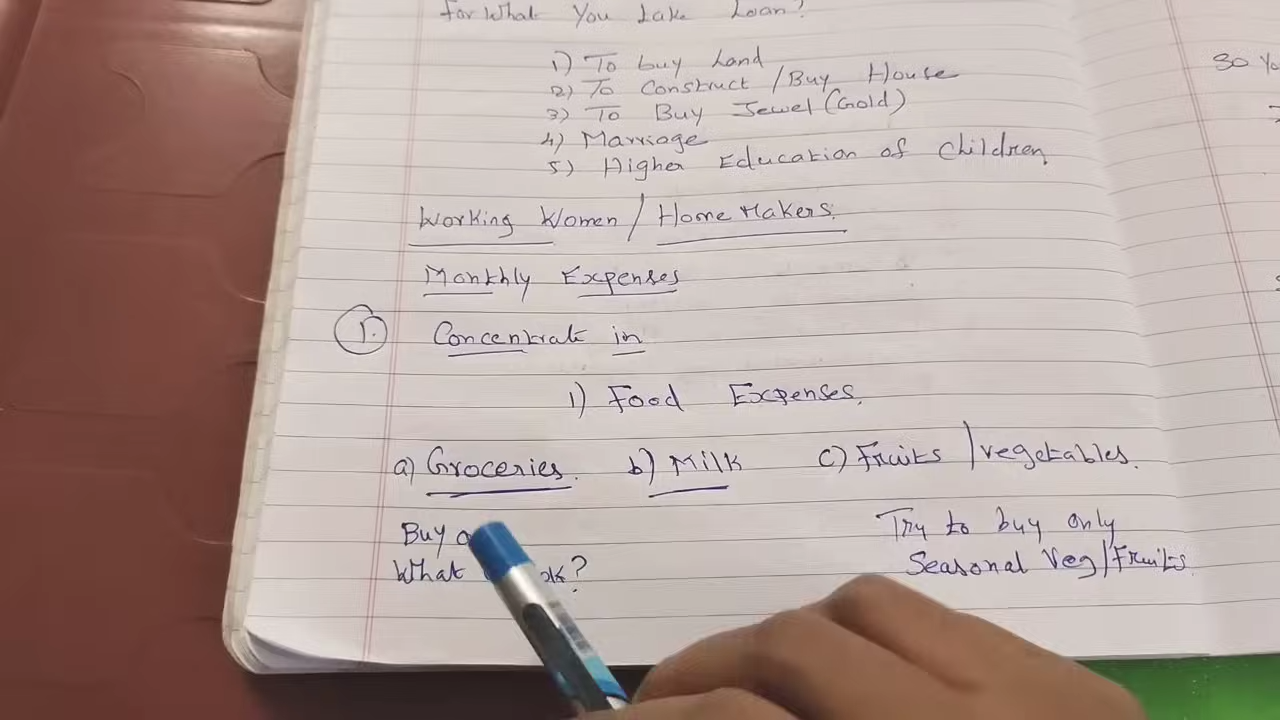 For What You Take Loan?
1) To buy Land
2) To Construct / Buy House
3) To Buy Jewel (Gold)
4) Marriage
5) Higher Education of Children
Working Women / Home Makers.
Monthly Expenses
1. Concentrate in
1) Food Expenses.
a) Groceries. b) Milk c) Fruits / vegetables.
Buy
What ?
Try to buy only
Seasonal Veg/Fruits
So